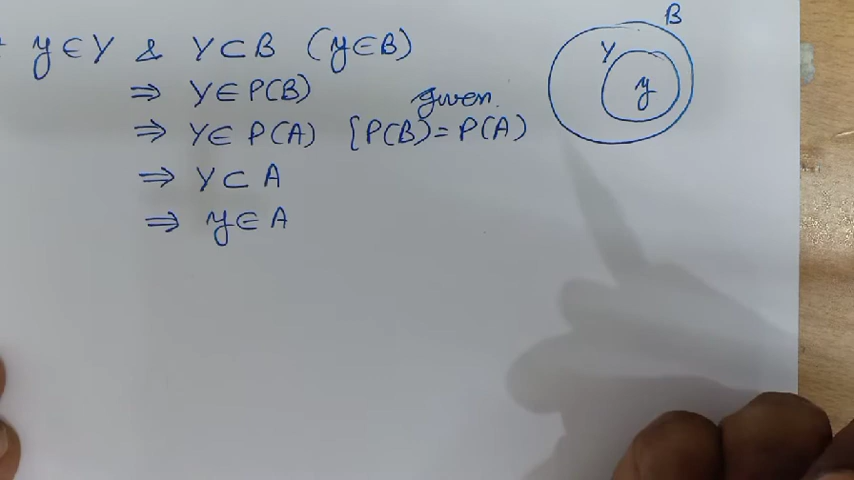 y ∈ Y & Y ⊂ B (y ∈ B)
⇒ Y ∈ P(B)
given
⇒ Y ∈ P(A) [P(B) = P(A)
⇒ Y ⊂ A
⇒ y ∈ A
B
Y
y